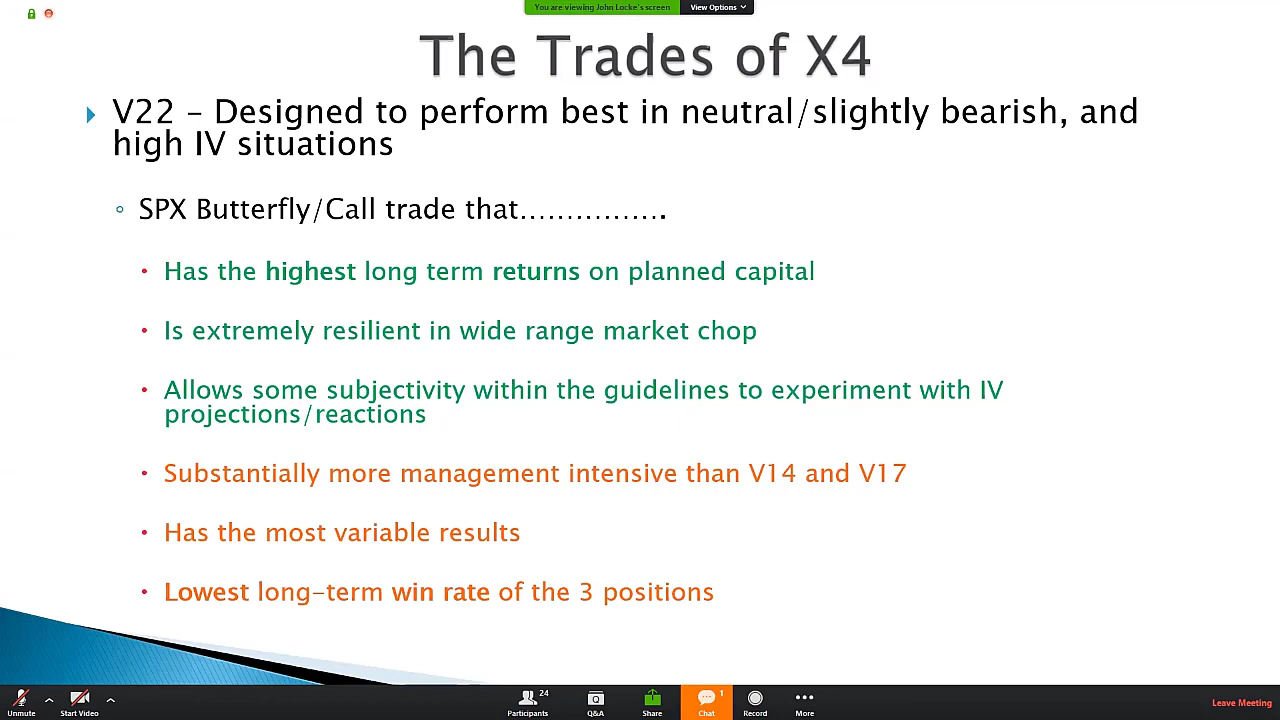 You are viewing John Locke's screen
View Options
The Trades of X4
V22 – Designed to perform best in neutral/slightly bearish, and
high IV situations
SPX Butterfly/Call trade that…………….
Has the highest long term returns on planned capital
Is extremely resilient in wide range market chop
Allows some subjectivity within the guidelines to experiment with IV
projections/reactions
Substantially more management intensive than V14 and V17
Has the most variable results
Lowest long-term win rate of the 3 positions
Unmute
Start Video
24
Participants
Q&A
Share
1
Chat
Record
More
Leave Meeting